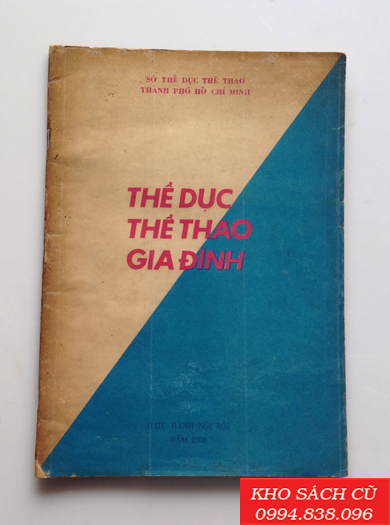 SỞ THỂ DỤC THỂ THAO
THÀNH PHỐ HỒ CHÍ MINH
THỂ DỤC
THỂ THAO
GIA ĐÌNH
LƯU HÀNH NỘI BỘ
NĂM
KHO SÁCH CŨ
0994.838.096